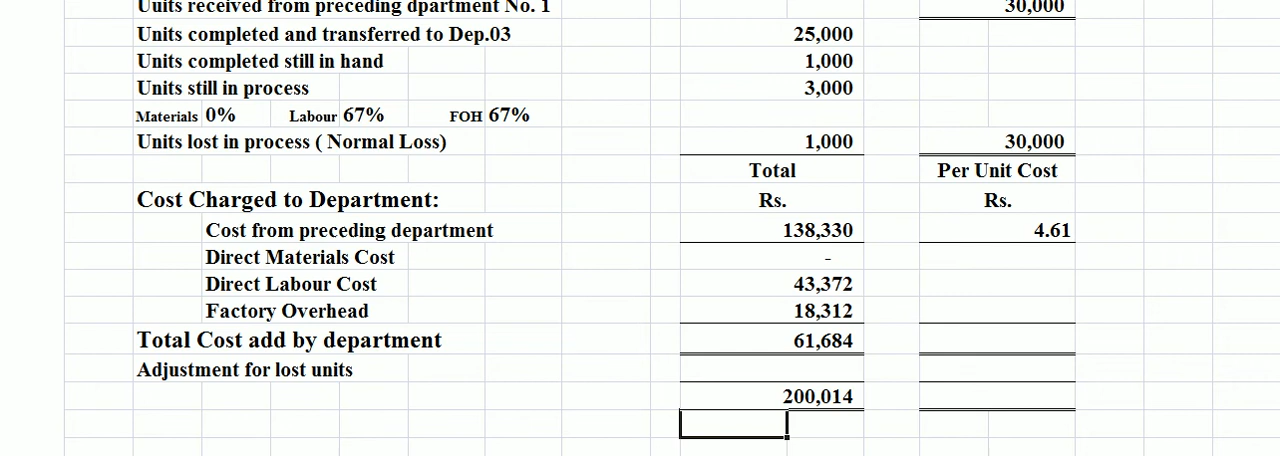 Units received from preceding dpartment No. 1 30,000
Units completed and transferred to Dep.03 25,000
Units completed still in hand 1,000
Units still in process 3,000
Materials 0% Labour 67% FOH 67%
Units lost in process ( Normal Loss) 1,000 30,000
Total Per Unit Cost
Cost Charged to Department: Rs. Rs.
Cost from preceding department 138,330 4.61
Direct Materials Cost -
Direct Labour Cost 43,372
Factory Overhead 18,312
Total Cost add by department 61,684
Adjustment for lost units
200,014